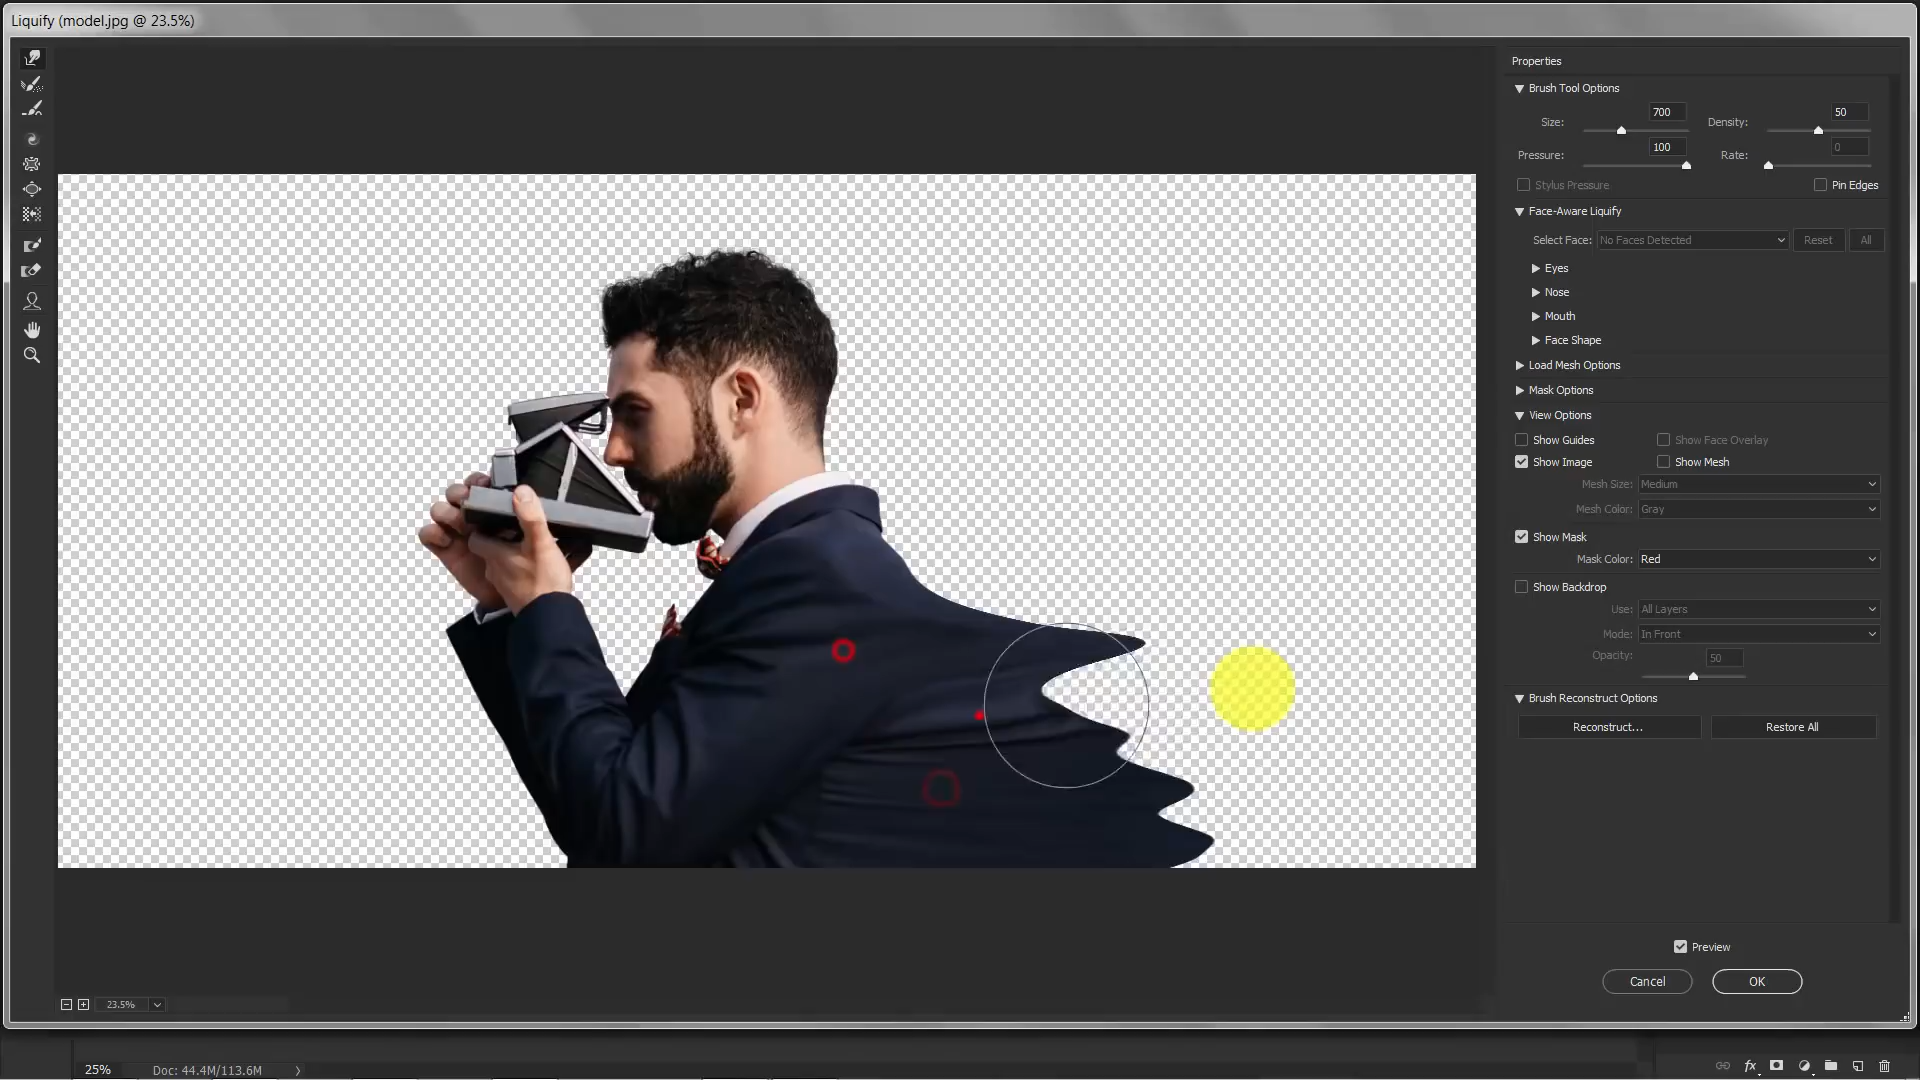 Liquify (model.jpg @ 23.5%)
Properties
Brush Tool Options
Size: 700 Density: 50
Pressure: 100 Rate: 0
Stylus Pressure Pin Edges
Face-Aware Liquify
Select Face: No Faces Detected Reset All
Eyes
Nose
Mouth
Face Shape
Load Mesh Options
Mask Options
View Options
Show Guides Show Face Overlay
Show Image Show Mesh
Mesh Size: Medium
Mesh Color: Gray
Show Mask
Mask Color: Red
Show Backdrop
Use: All Layers
Mode: In Front
Opacity: 50
Brush Reconstruct Options
Reconstruct... Restore All
Preview
Cancel OK
23.5%
25% Doc: 44.4M/113.6M
fx